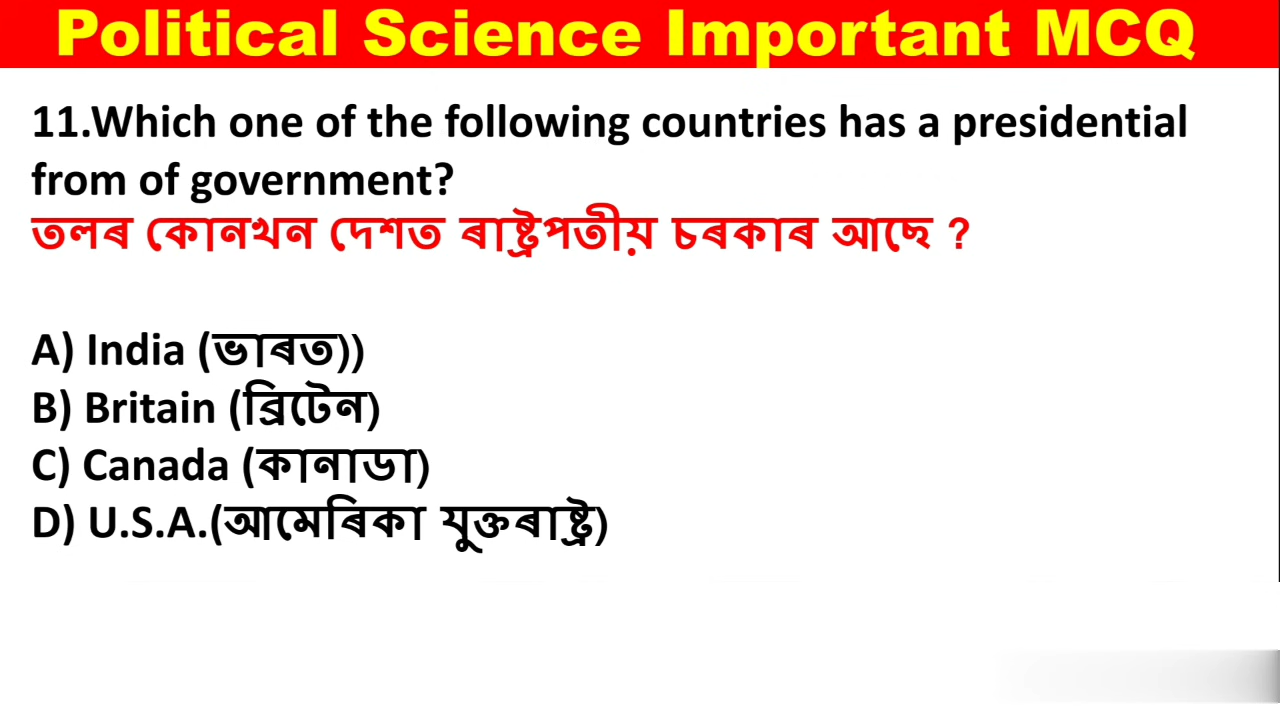 Political Science Important MCQ
11.Which one of the following countries has a presidential
from of government?
তলৰ কোনখন দেশত ৰাষ্ট্ৰপতীয় চৰকাৰ আছে ?
A) India (ভাৰত))
B) Britain (ব্ৰিটেন)
C) Canada (কানাডা)
D) U.S.A.(আমেৰিকা যুক্তৰাষ্ট্ৰ)